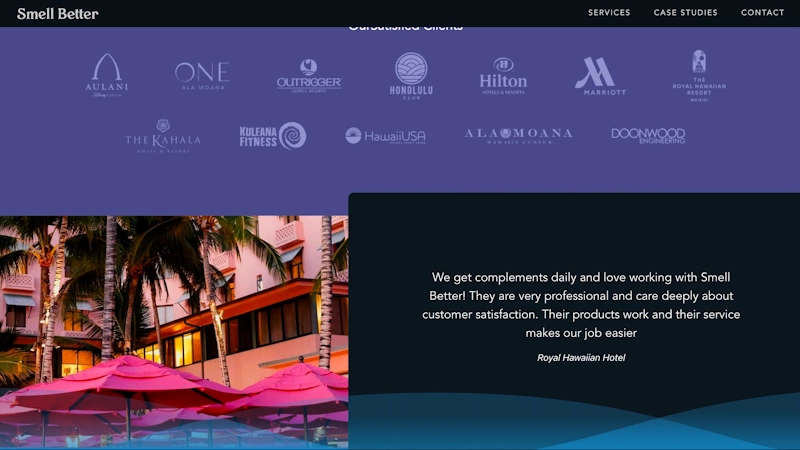 Smell Better
SERVICES CASE STUDIES CONTACT
Our Satisfied Clients
AULANI
Disney
ONE
ALA MOANA
OUTRIGGER
HOTELS & RESORTS
HONOLULU
CLUB
Hilton
HOTELS & RESORTS
MARRIOTT
THE
ROYAL HAWAIIAN
RESORT
WAIKIKI
THE KAHALA
HOTEL & RESORT
KULEANA
FITNESS
HawaiiUSA
ALA MOANA
HAWAII'S CENTER
DOONWOOD
ENGINEERING
We get complements daily and love working with Smell
Better! They are very professional and care deeply about
customer satisfaction. Their products work and their service
makes our job easier
Royal Hawaiian Hotel